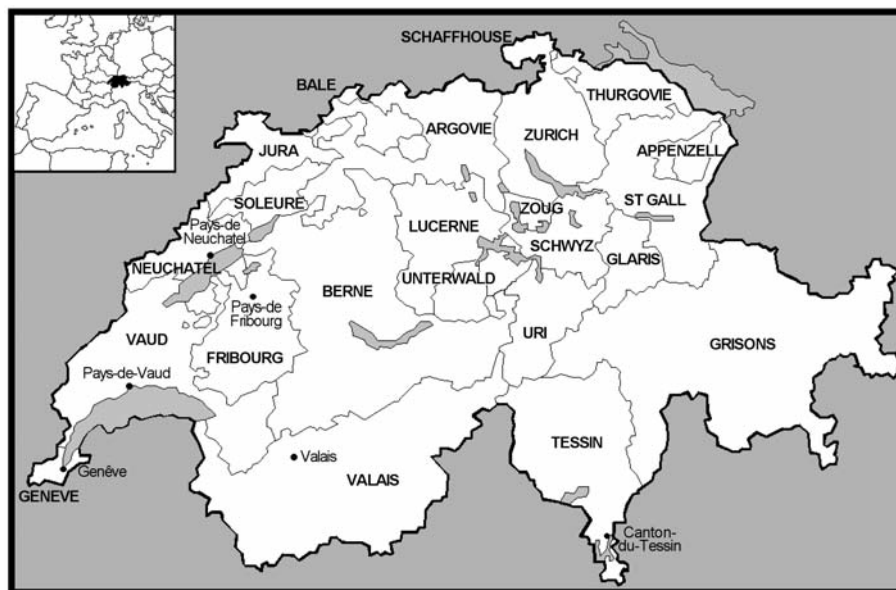 SCHAFFHOUSE
BALE
THURGOVIE
ARGOVIE
ZURICH
JURA
APPENZELL
SOLEURE
ST GALL
ZOUG
Pays-de
Neuchatel
LUCERNE
SCHWYZ
GLARIS
NEUCHATEL
UNTERWALD
BERNE
Pays-de
Fribourg
VAUD
URI
GRISONS
FRIBOURG
Pays-de-Vaud
TESSIN
Valais
Genêve
VALAIS
GENEVE
Canton-
du-Tessin